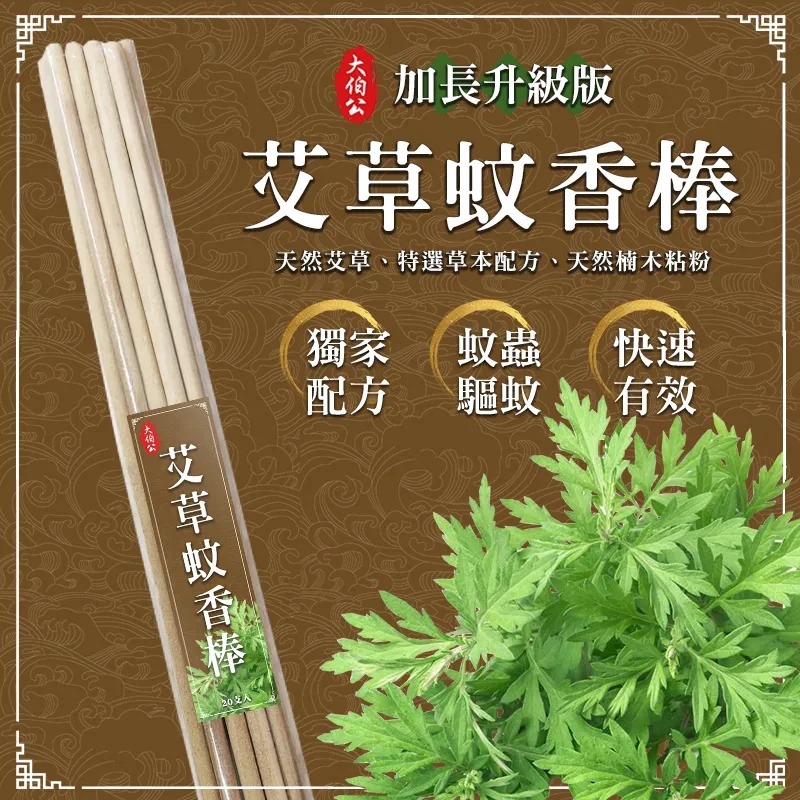 大伯公
加長升級版
艾草蚊香棒
天然艾草、特選草本配方、天然楠木粘粉
獨家
配方
蚊蟲
驅蚊
快速
有效
大伯公
艾草蚊香棒
20支入